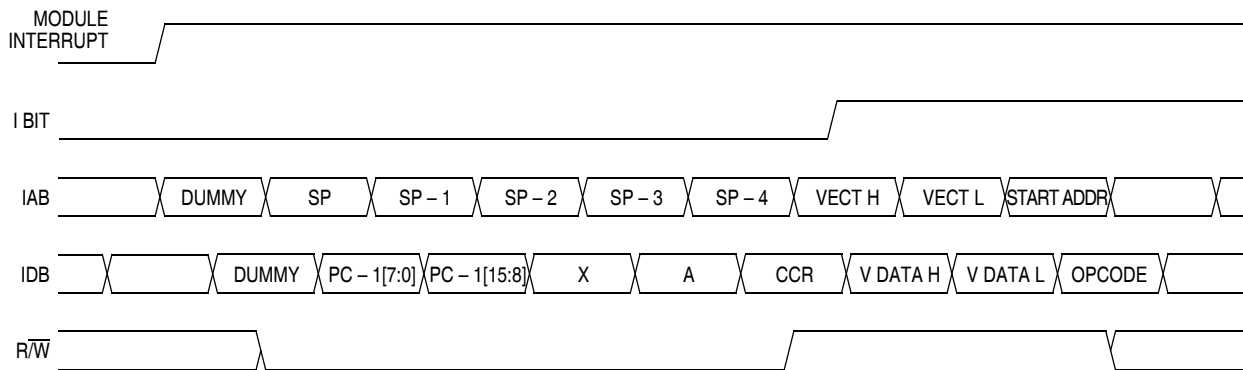 MODULE
INTERRUPT
I BIT
IAB DUMMY SP SP – 1 SP – 2 SP – 3 SP – 4 VECT H VECT L START ADDR
IDB DUMMY PC – 1[7:0] PC – 1[15:8] X A CCR V DATA H V DATA L OPCODE
R/W̅